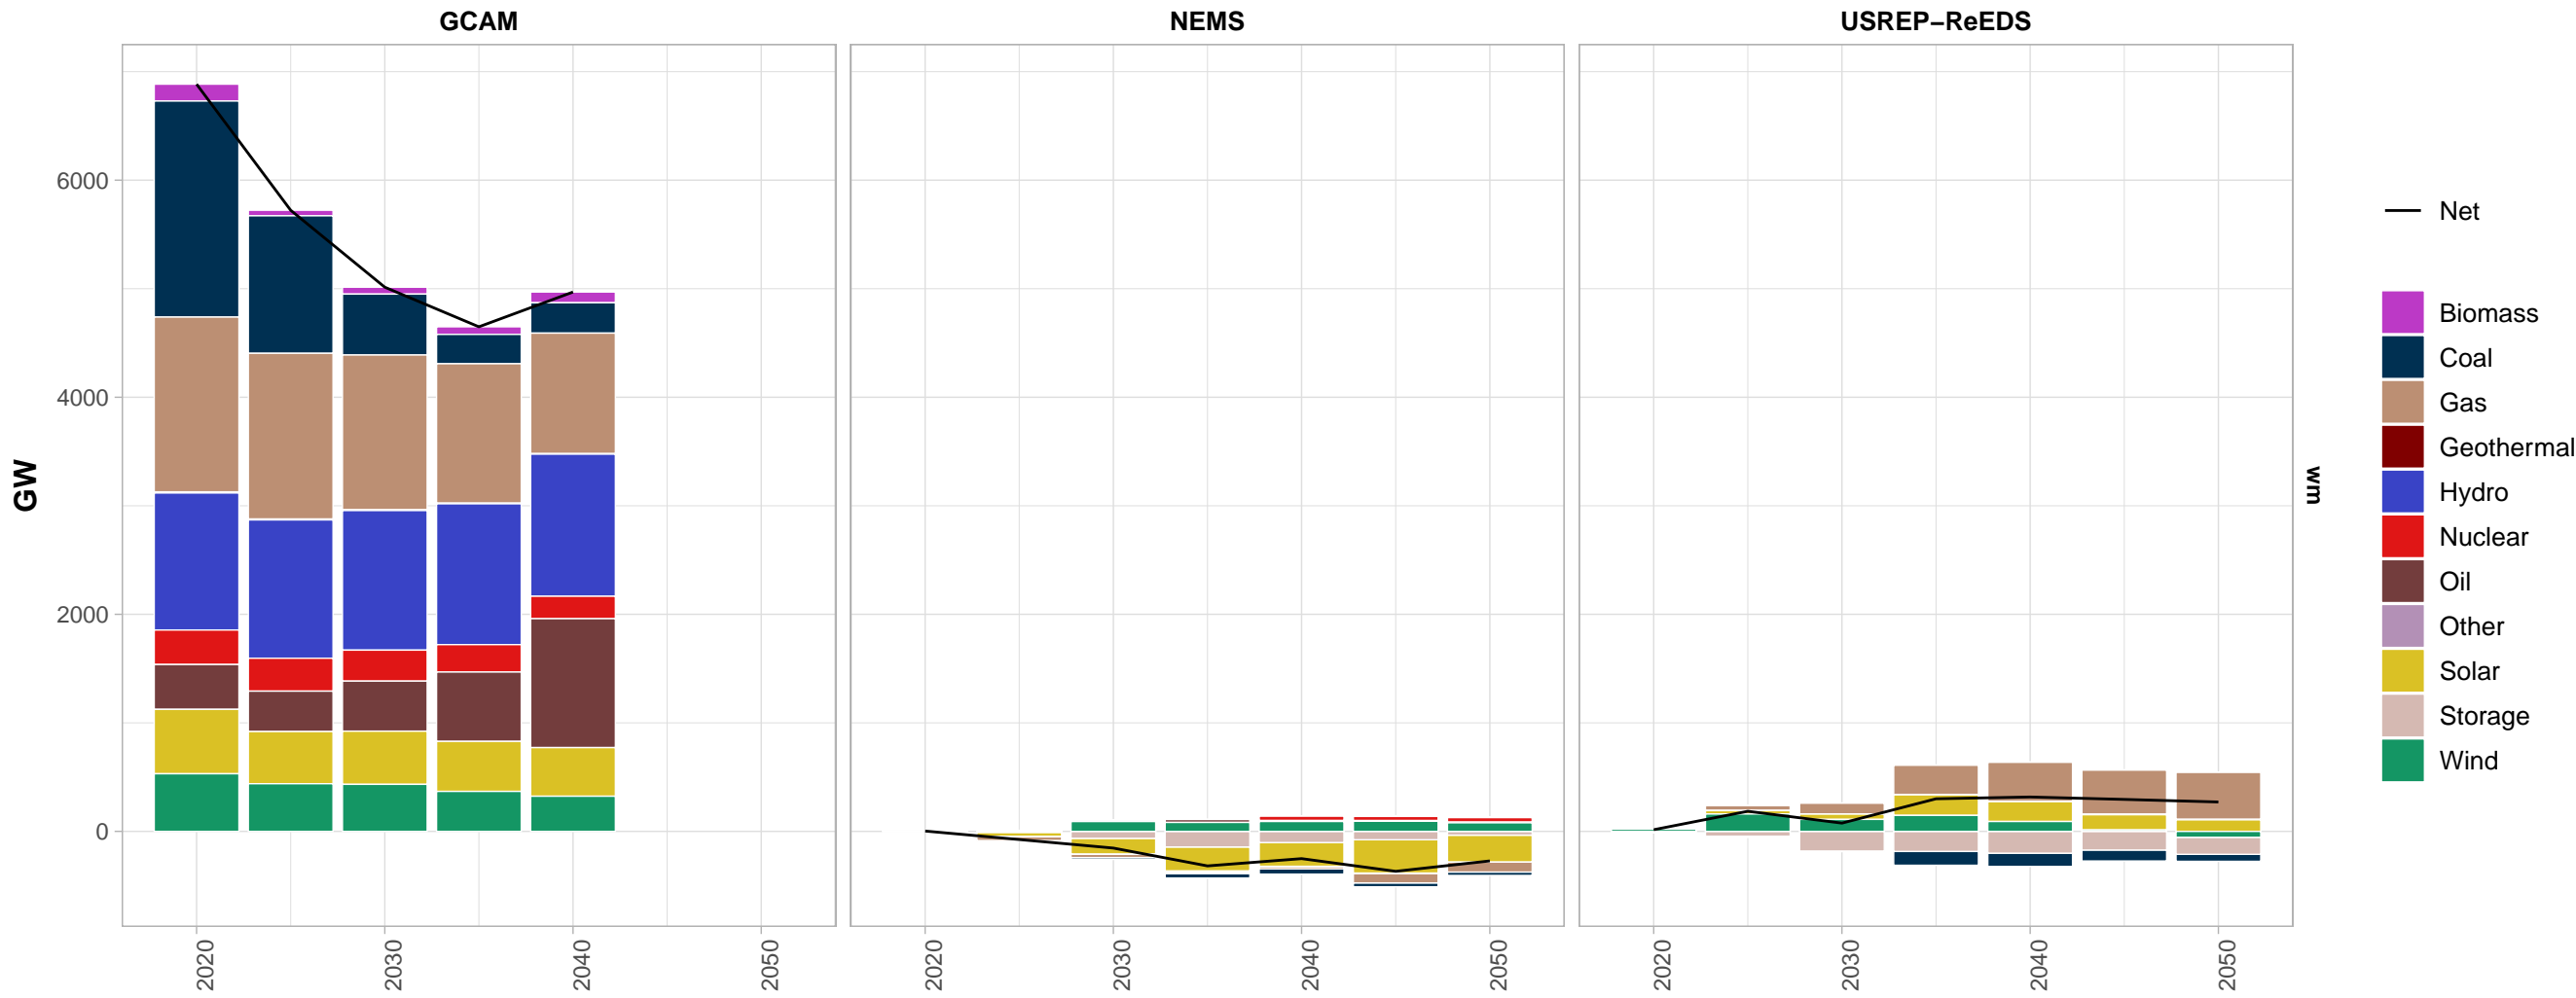 GCAM
NEMS
USREP–ReEDS
GW
6000
4000
2000
0
2020
2030
2040
2050
2020
2030
2040
2050
2020
2030
2040
2050
wm
Net
Biomass
Coal
Gas
Geothermal
Hydro
Nuclear
Oil
Other
Solar
Storage
Wind